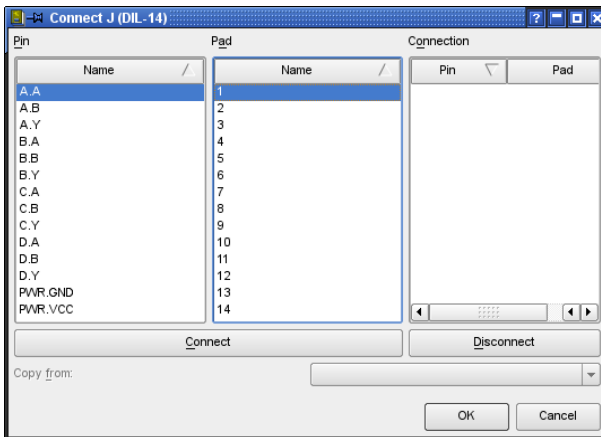 Connect J (DIL-14)
Pin
Pad
Connection
Name
Name
Pin
Pad
A.A
A.B
A.Y
B.A
B.B
B.Y
C.A
C.B
C.Y
D.A
D.B
D.Y
PWR.GND
PWR.VCC
1
2
3
4
5
6
7
8
9
10
11
12
13
14
Connect
Disconnect
Copy from:
OK
Cancel